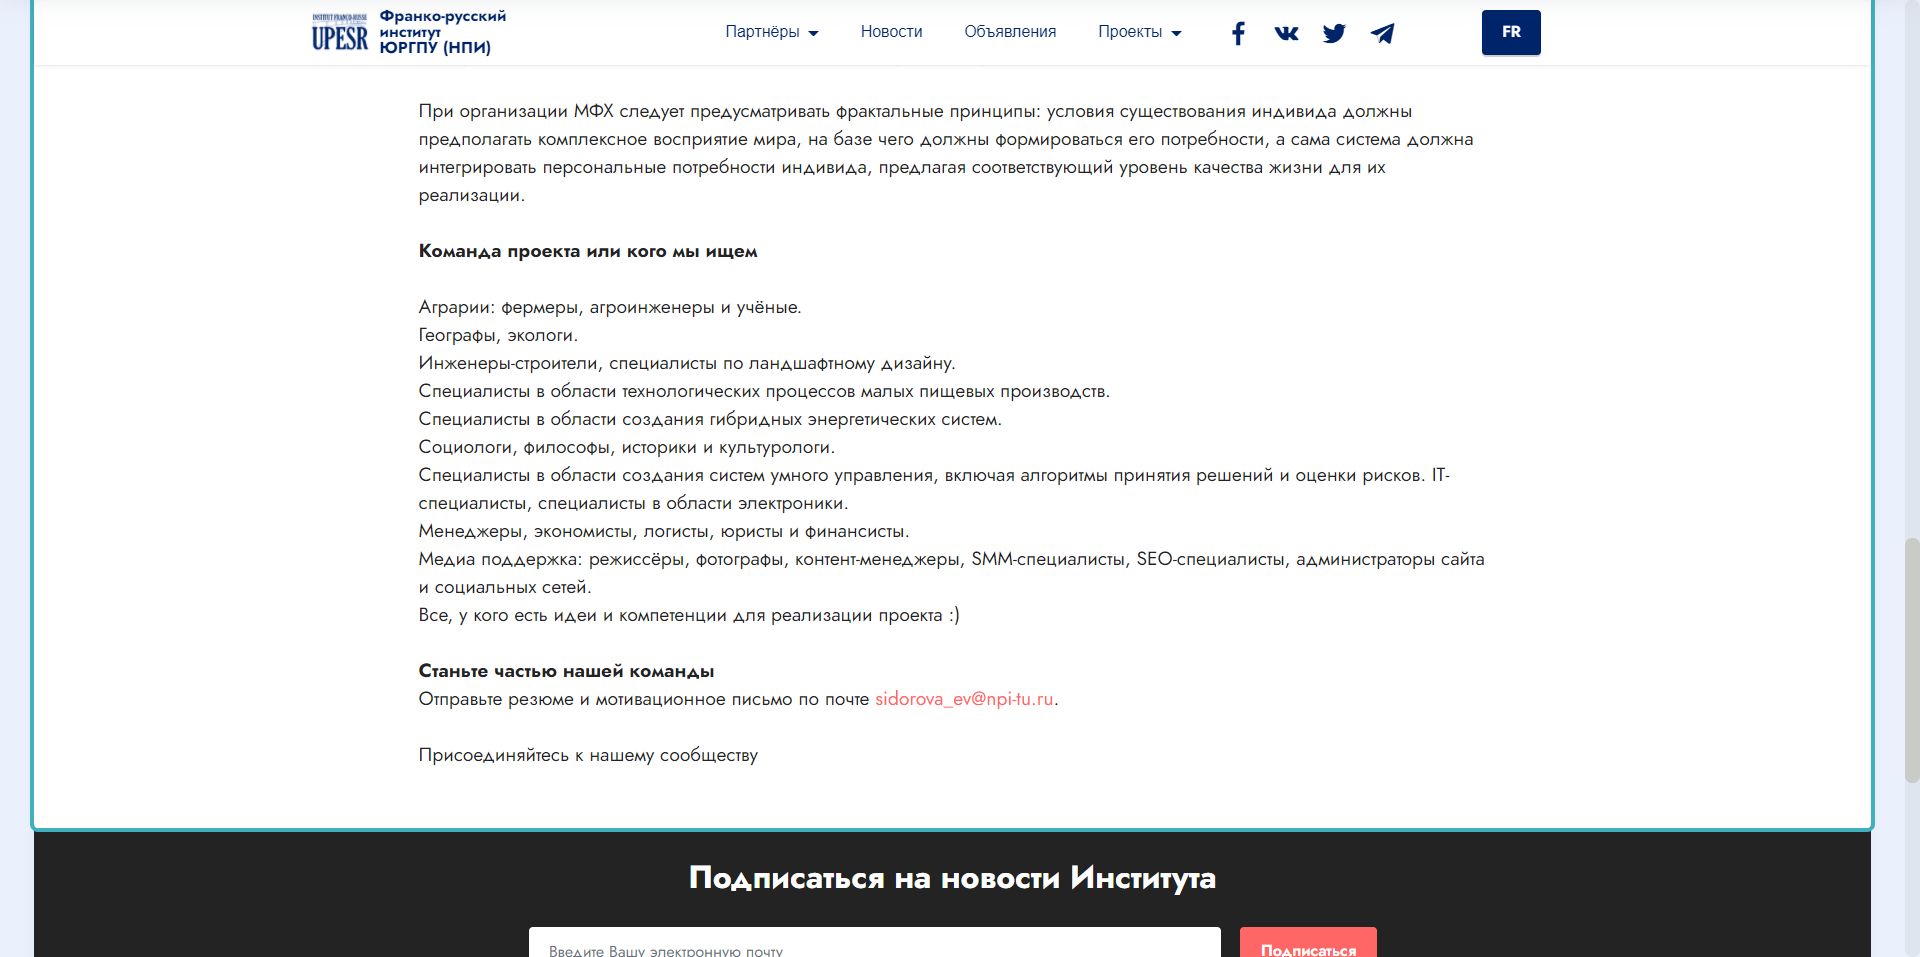 INSTITUT FRANCO-RUSSE
UPESR
Франко-русский
институт
ЮРГПУ (НПИ)
Партнёры
Новости
Объявления
Проекты
FR
При организации МФХ следует предусматривать фрактальные принципы: условия существования индивида должны
предполагать комплексное восприятие мира, на базе чего должны формироваться его потребности, а сама система должна
интегрировать персональные потребности индивида, предлагая соответствующий уровень качества жизни для их
реализации.
Команда проекта или кого мы ищем
Аграрии: фермеры, агроинженеры и учёные.
Географы, экологи.
Инженеры-строители, специалисты по ландшафтному дизайну.
Специалисты в области технологических процессов малых пищевых производств.
Специалисты в области создания гибридных энергетических систем.
Социологи, философы, историки и культурологи.
Специалисты в области создания систем умного управления, включая алгоритмы принятия решений и оценки рисков. IT-
специалисты, специалисты в области электроники.
Менеджеры, экономисты, логисты, юристы и финансисты.
Медиа поддержка: режиссёры, фотографы, контент-менеджеры, SMM-специалисты, SEO-специалисты, администраторы сайта
и социальных сетей.
Все, у кого есть идеи и компетенции для реализации проекта :)
Станьте частью нашей команды
Отправьте резюме и мотивационное письмо по почте sidorova_ev@npi-tu.ru.
Присоединяйтесь к нашему сообществу
Подписаться на новости Института
Введите Вашу электронную почту
Подписаться